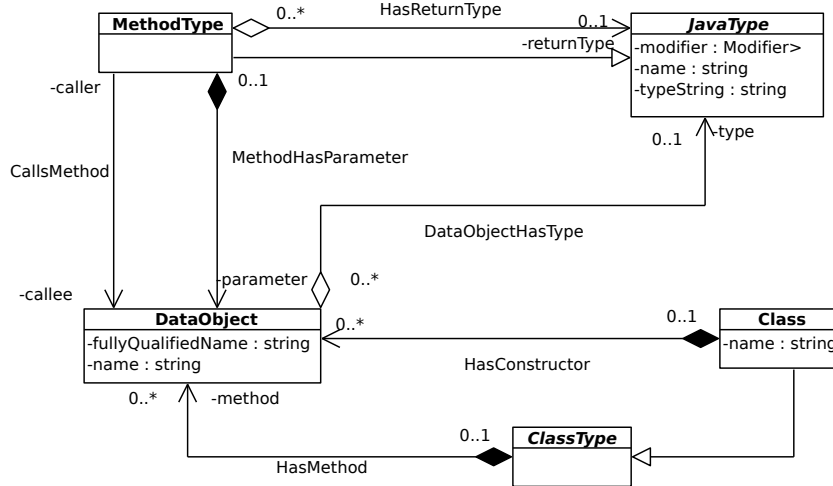 HasReturnType
MethodType
0..*
0..1
JavaType
-returnType
-modifier : Modifier>
-name : string
-typeString : string
-caller
0..1
-type
0..1
MethodHasParameter
CallsMethod
DataObjectHasType
-parameter
0..*
-callee
DataObject
0..*
0..1
Class
-fullyQualifiedName : string
-name : string
-name : string
HasConstructor
0..*
-method
0..1
ClassType
HasMethod